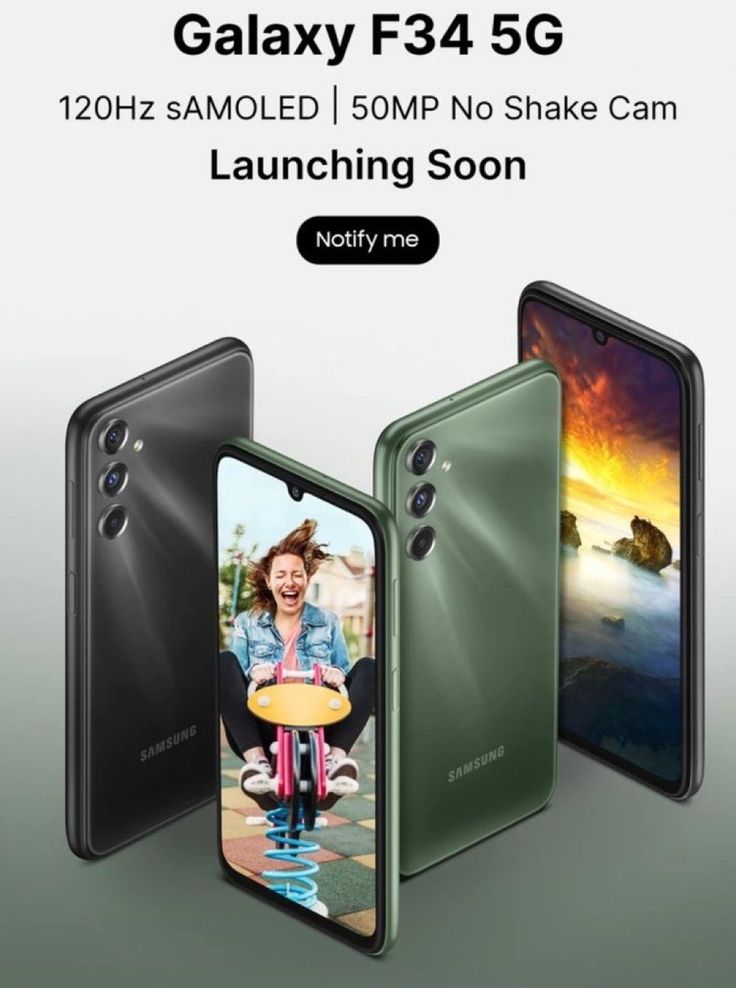 Galaxy F34 5G
120Hz sAMOLED | 50MP No Shake Cam
Launching Soon
Notify me
SAMSUNG
SAMSUNG